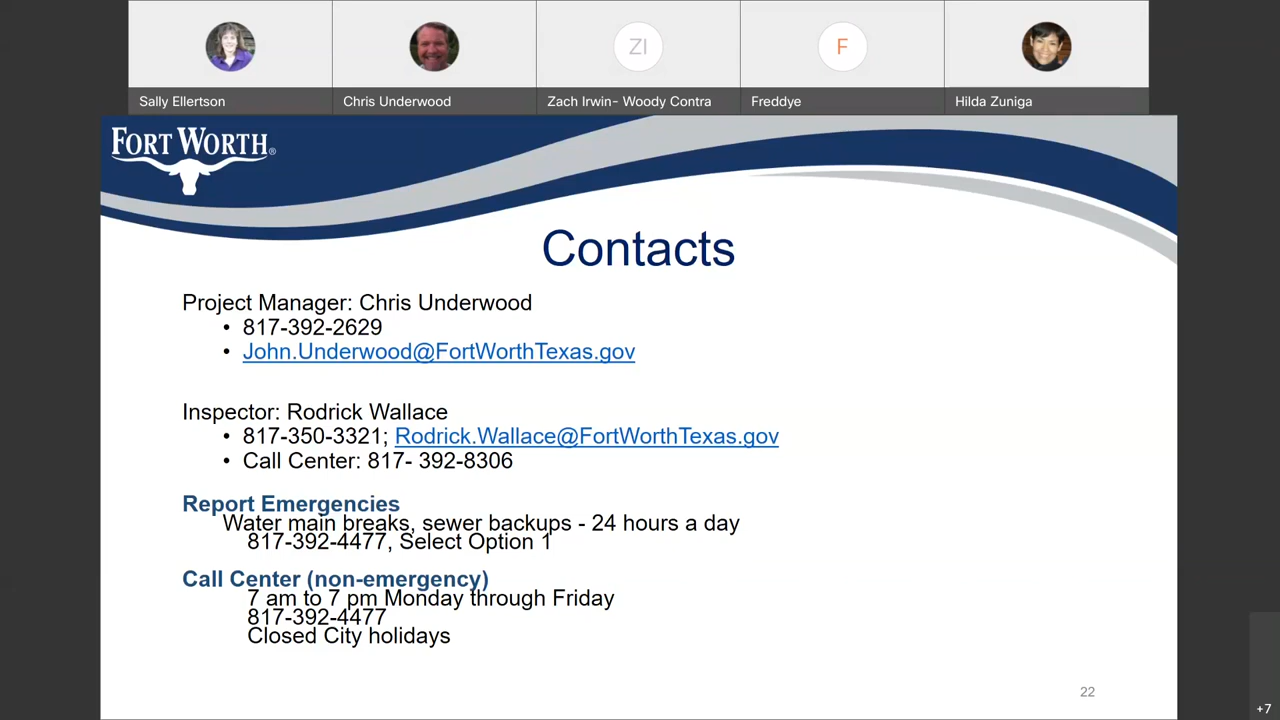 ZI
F
Sally Ellertson
Chris Underwood
Zach Irwin- Woody Contra
Freddye
Hilda Zuniga
FORT WORTH®
Contacts
Project Manager: Chris Underwood
• 817-392-2629
• John.Underwood@FortWorthTexas.gov
Inspector: Rodrick Wallace
• 817-350-3321; Rodrick.Wallace@FortWorthTexas.gov
• Call Center: 817- 392-8306
Report Emergencies
Water main breaks, sewer backups - 24 hours a day
817-392-4477, Select Option 1
Call Center (non-emergency)
7 am to 7 pm Monday through Friday
817-392-4477
Closed City holidays
22
+7